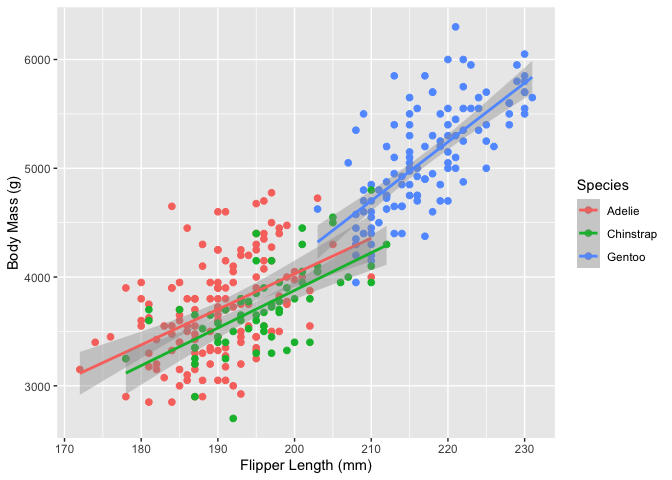 6000
5000
4000
3000
Body Mass (g)
170 180 190 200 210 220 230
Flipper Length (mm)
Species
Adelie
Chinstrap
Gentoo